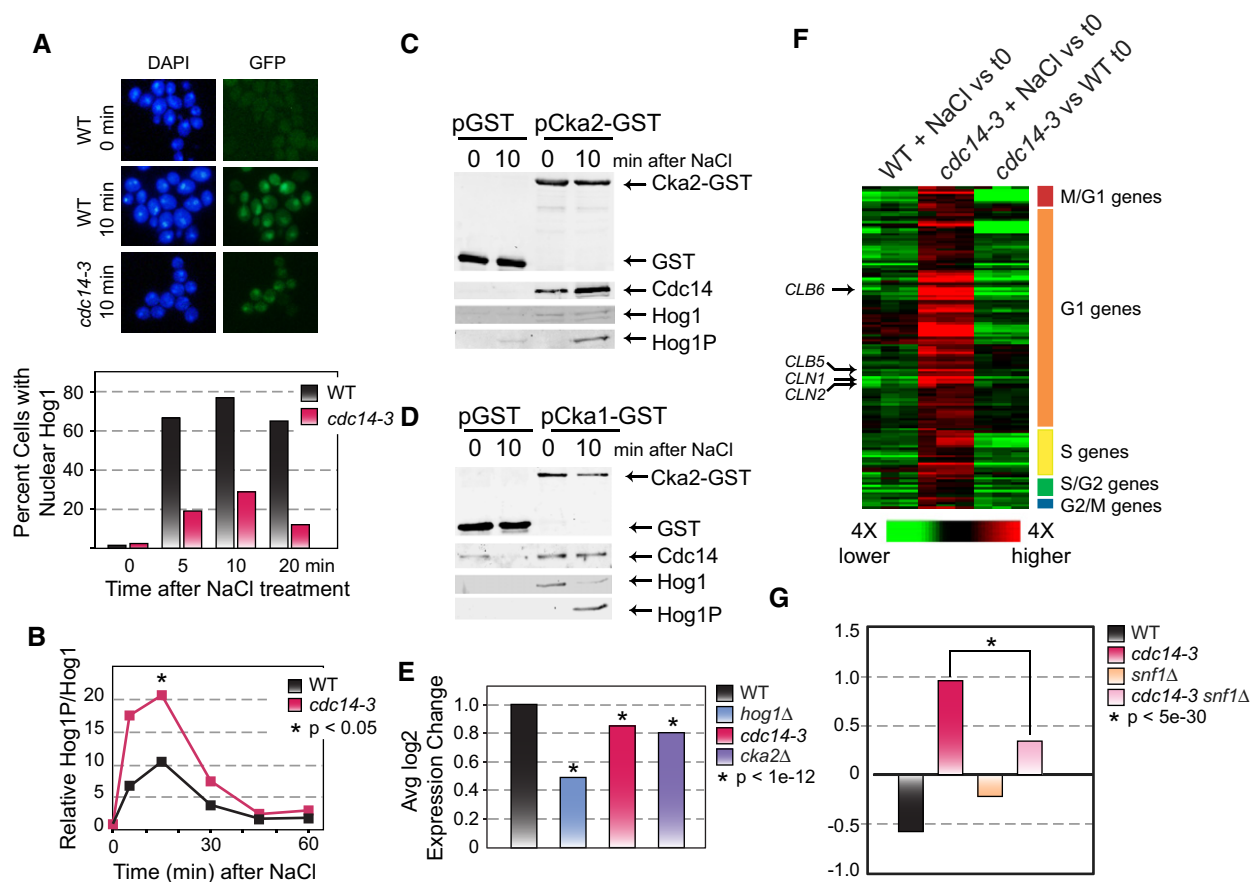 A
DAPI GFP
WT
0 min
WT
10 min
cdc14-3
10 min
Percent Cells with
Nuclear Hog1
80
60
40
20
WT
cdc14-3
0 5 10 20 min
Time after NaCl treatment
B
Relative Hog1P/Hog1
20
15
10
5
0
WT
cdc14-3
* p < 0.05
*
0 30 60
Time (min) after NaCl
C
pGST pCka2-GST
0 10 0 10 min after NaCl
Cka2-GST
GST
Cdc14
Hog1
Hog1P
D
pGST pCka1-GST
0 10 0 10 min after NaCl
Cka2-GST
GST
Cdc14
Hog1
Hog1P
E
Avg log2
Expression Change
1.0
0.8
0.6
0.4
0.2
0
* * *
WT
hog1Δ
cdc14-3
cka2Δ
* p < 1e-12
F
WT + NaCl vs t0
cdc14-3 + NaCl vs t0
cdc14-3 vs WT t0
CLB6
CLB5
CLN1
CLN2
M/G1 genes
G1 genes
S genes
S/G2 genes
G2/M genes
4X 4X
lower higher
G
1.5
1.0
0.5
0
-0.5
-1.0
*
WT
cdc14-3
snf1Δ
cdc14-3 snf1Δ
* p < 5e-30